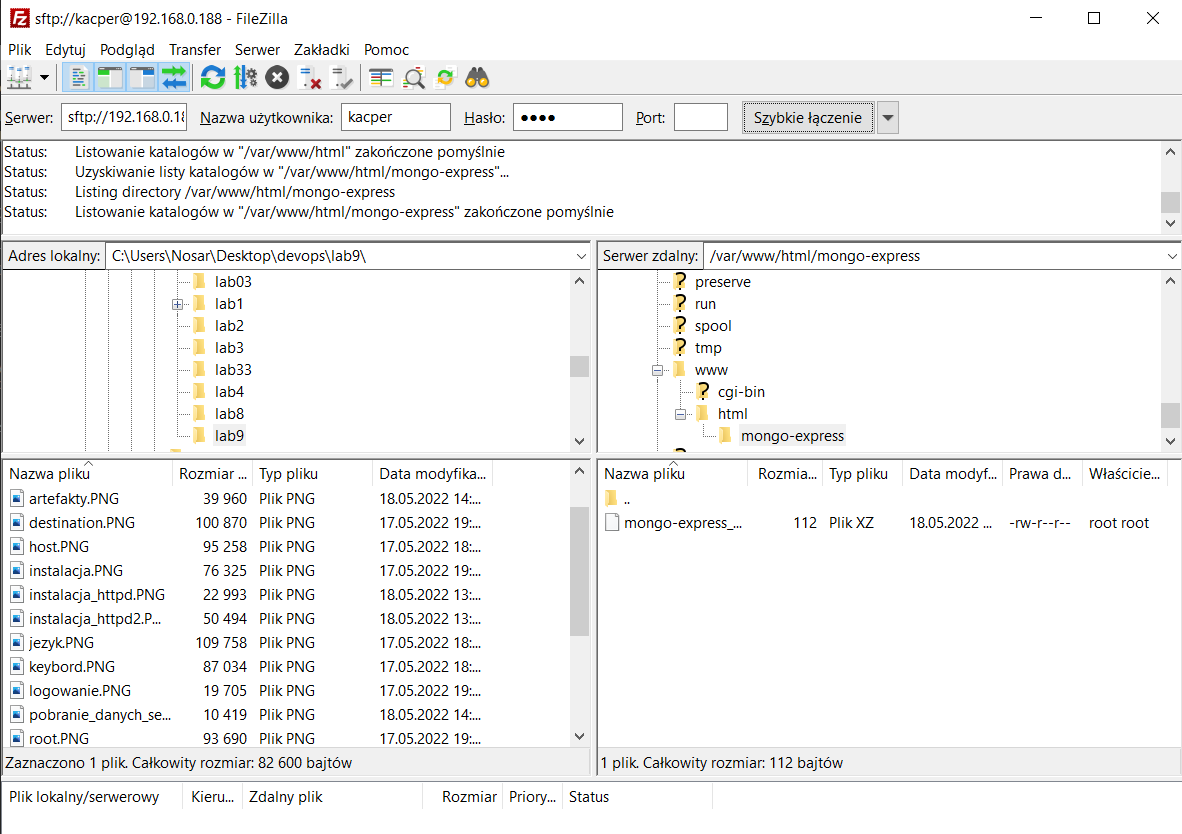 sftp://kacper@192.168.0.188 - FileZilla
Plik Edytuj Podgląd Transfer Serwer Zakładki Pomoc
Serwer: sftp://192.168.0.18 Nazwa użytkownika: kacper Hasło: ●●●● Port: Szybkie łączenie
Status: Listowanie katalogów w "/var/www/html" zakończone pomyślnie
Status: Uzyskiwanie listy katalogów w "/var/www/html/mongo-express"...
Status: Listing directory /var/www/html/mongo-express
Status: Listowanie katalogów w "/var/www/html/mongo-express" zakończone pomyślnie
Adres lokalny: C:\Users\Nosar\Desktop\devops\lab9\
lab03
lab1
lab2
lab3
lab33
lab4
lab8
lab9
Serwer zdalny: /var/www/html/mongo-express
preserve
run
spool
tmp
www
cgi-bin
html
mongo-express
Nazwa pliku Rozmiar ... Typ pliku Data modyfika...
artefakty.PNG 39 960 Plik PNG 18.05.2022 14:...
destination.PNG 100 870 Plik PNG 17.05.2022 19:...
host.PNG 95 258 Plik PNG 17.05.2022 18:...
instalacja.PNG 76 325 Plik PNG 17.05.2022 19:...
instalacja_httpd.PNG 22 993 Plik PNG 18.05.2022 13:...
instalacja_httpd2.P... 50 494 Plik PNG 18.05.2022 13:...
jezyk.PNG 109 758 Plik PNG 17.05.2022 18:...
keybord.PNG 87 034 Plik PNG 17.05.2022 18:...
logowanie.PNG 19 705 Plik PNG 17.05.2022 19:...
pobranie_danych_se... 10 419 Plik PNG 18.05.2022 14:...
root.PNG 93 690 Plik PNG 17.05.2022 19:...
Zaznaczono 1 plik. Całkowity rozmiar: 82 600 bajtów
Nazwa pliku Rozmia... Typ pliku Data modyf... Prawa d... Właścicie...
..
mongo-express_... 112 Plik XZ 18.05.2022 ... -rw-r--r-- root root
1 plik. Całkowity rozmiar: 112 bajtów
Plik lokalny/serwerowy Kieru... Zdalny plik Rozmiar Priory... Status